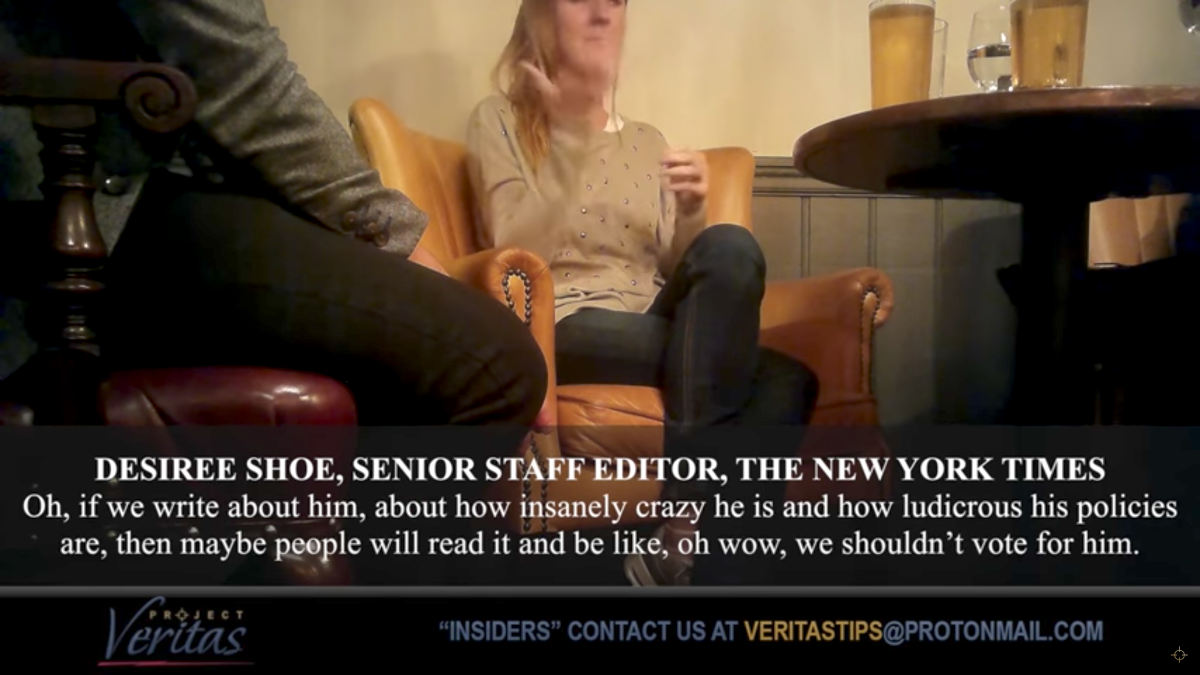 DESIREE SHOE, SENIOR STAFF EDITOR, THE NEW YORK TIMES
Oh, if we write about him, about how insanely crazy he is and how ludicrous his policies
are, then maybe people will read it and be like, oh wow, we shouldn't vote for him.
PROJECT
Veritas
“INSIDERS” CONTACT US AT VERITASTIPS@PROTONMAIL.COM